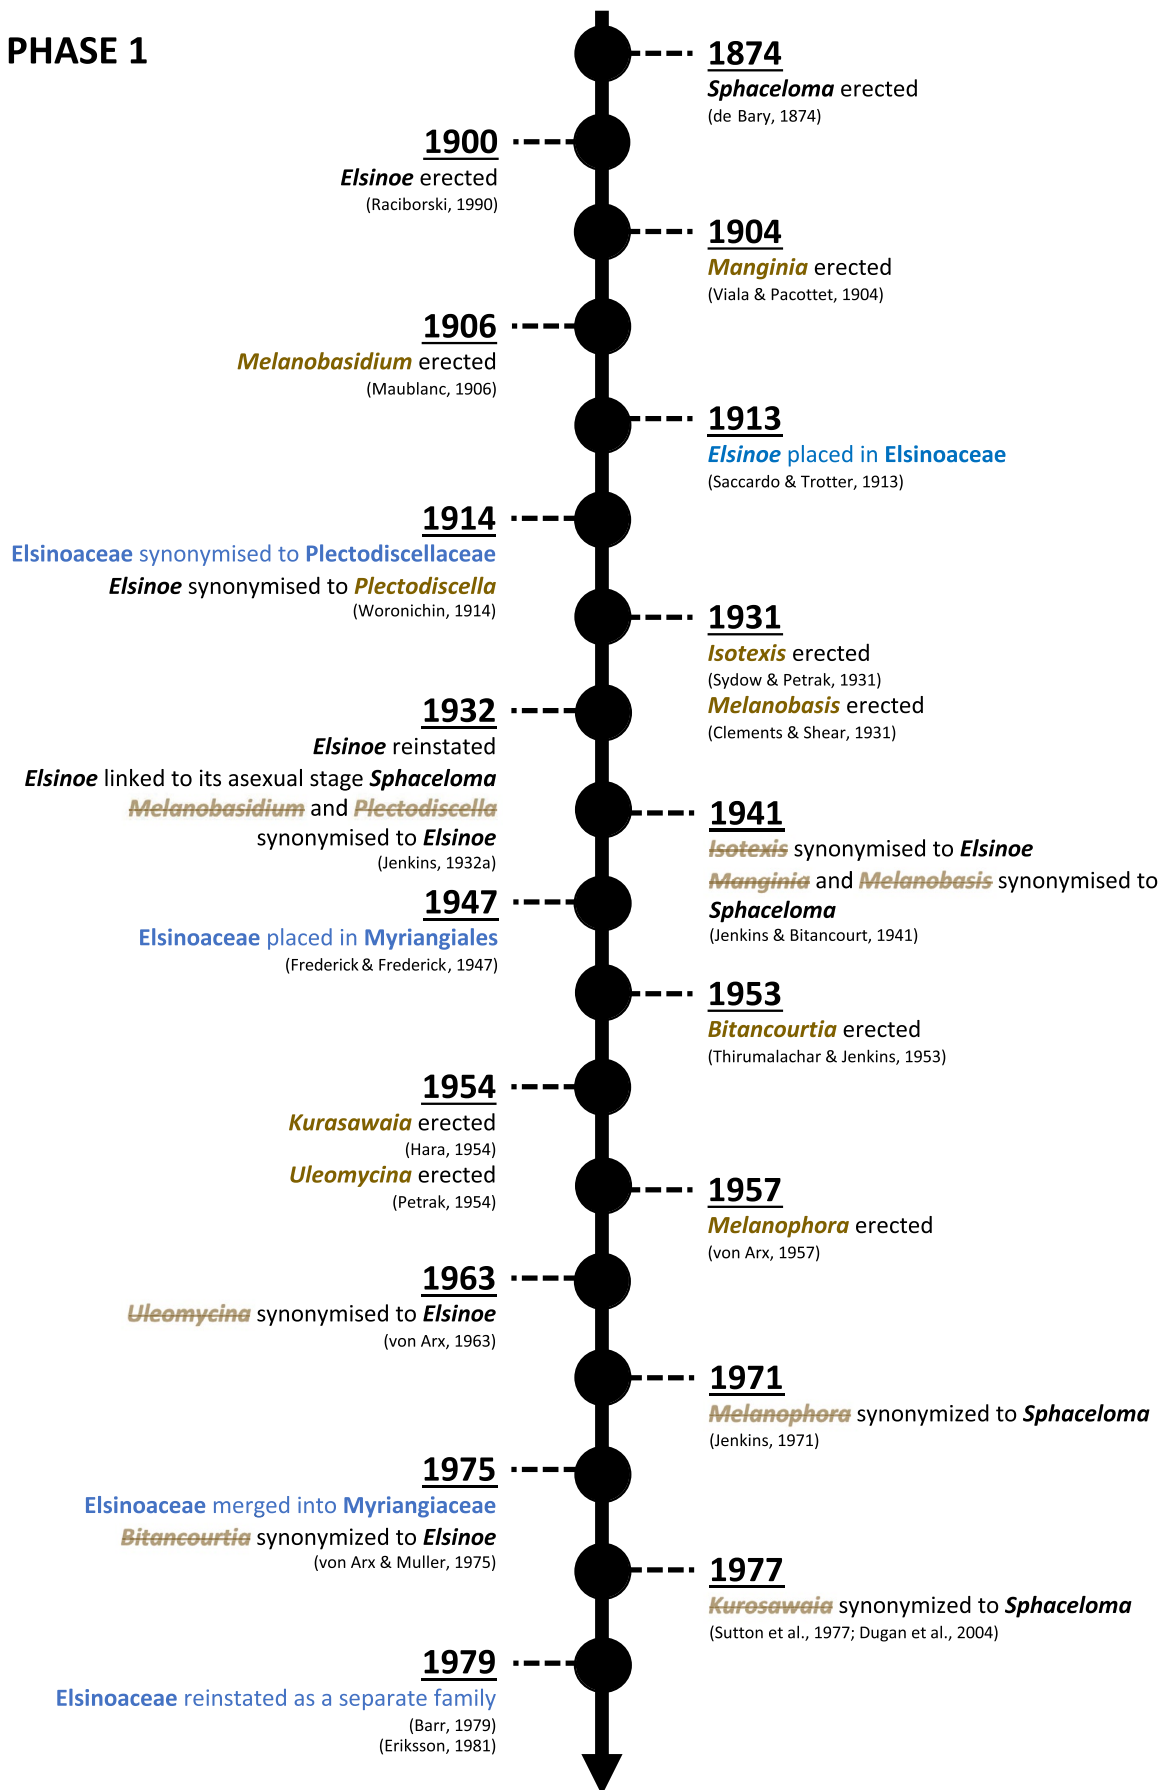 PHASE 1
1874
Sphaceloma erected
(de Bary, 1874)
1900
Elsinoe erected
(Raciborski, 1990)
1904
Manginia erected
(Viala & Pacottet, 1904)
1906
Melanobasidium erected
(Maublanc, 1906)
1913
Elsinoe placed in Elsinoaceae
(Saccardo & Trotter, 1913)
1914
Elsinoaceae synonymised to Plectodiscellaceae
Elsinoe synonymised to Plectodiscella
(Woronichin, 1914)
1931
Isotexis erected
(Sydow & Petrak, 1931)
Melanobasis erected
(Clements & Shear, 1931)
1932
Elsinoe reinstated
Elsinoe linked to its asexual stage Sphaceloma
Melanobasidium and Plectodiscella
synonymised to Elsinoe
(Jenkins, 1932a)
1941
Isotexis synonymised to Elsinoe
Manginia and Melanobasis synonymised to
Sphaceloma
(Jenkins & Bitancourt, 1941)
1947
Elsinoaceae placed in Myriangiales
(Frederick & Frederick, 1947)
1953
Bitancourtia erected
(Thirumalachar & Jenkins, 1953)
1954
Kurasawaia erected
(Hara, 1954)
Uleomycina erected
(Petrak, 1954)
1957
Melanophora erected
(von Arx, 1957)
1963
Uleomycina synonymised to Elsinoe
(von Arx, 1963)
1971
Melanophora synonymized to Sphaceloma
(Jenkins, 1971)
1975
Elsinoaceae merged into Myriangiaceae
Bitancourtia synonymized to Elsinoe
(von Arx & Muller, 1975)
1977
Kurosawaia synonymized to Sphaceloma
(Sutton et al., 1977; Dugan et al., 2004)
1979
Elsinoaceae reinstated as a separate family
(Barr, 1979)
(Eriksson, 1981)